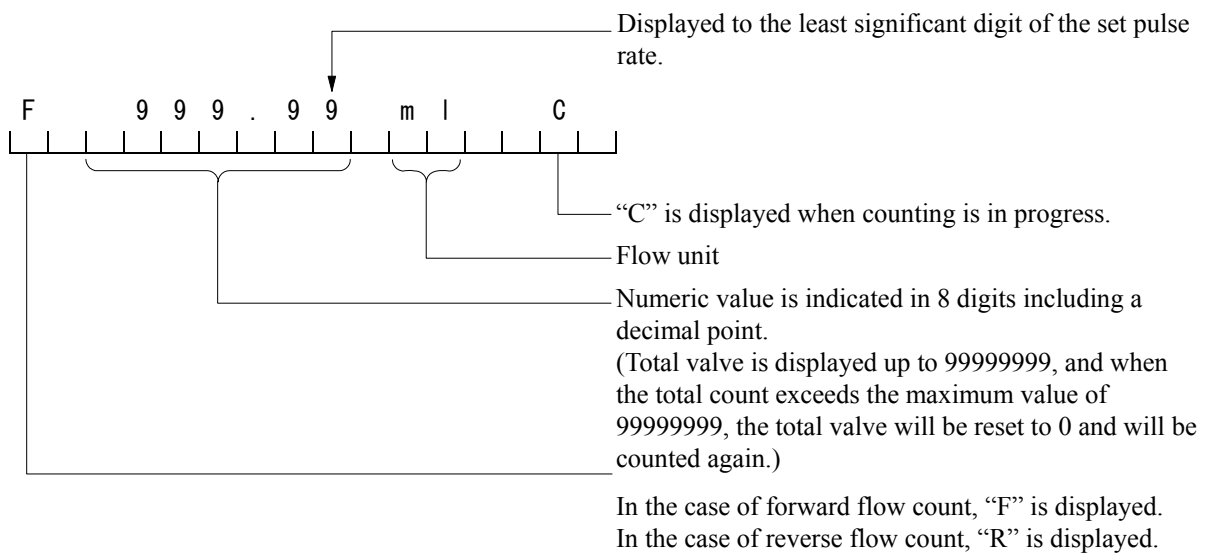 Displayed to the least significant digit of the set pulse
rate.
F 999.99 ml C
“C” is displayed when counting is in progress.
Flow unit
Numeric value is indicated in 8 digits including a
decimal point.
(Total valve is displayed up to 99999999, and when
the total count exceeds the maximum value of
99999999, the total valve will be reset to 0 and will be
counted again.)
In the case of forward flow count, “F” is displayed.
In the case of reverse flow count, “R” is displayed.